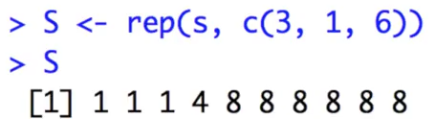 > S <- rep(s, c(3, 1, 6))
> S
[1] 1 1 1 4 8 8 8 8 8 8